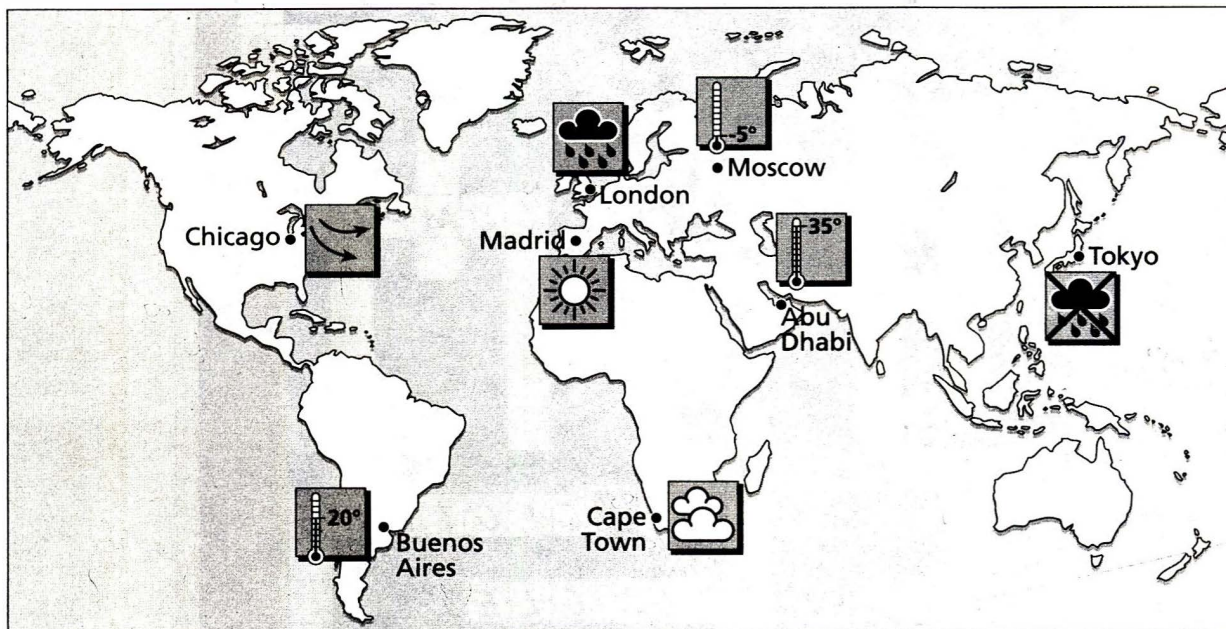 -5°
Moscow
London
Chicago
Madrid
35°
Tokyo
Abu
Dhabi
20°
Buenos
Aires
Cape
Town